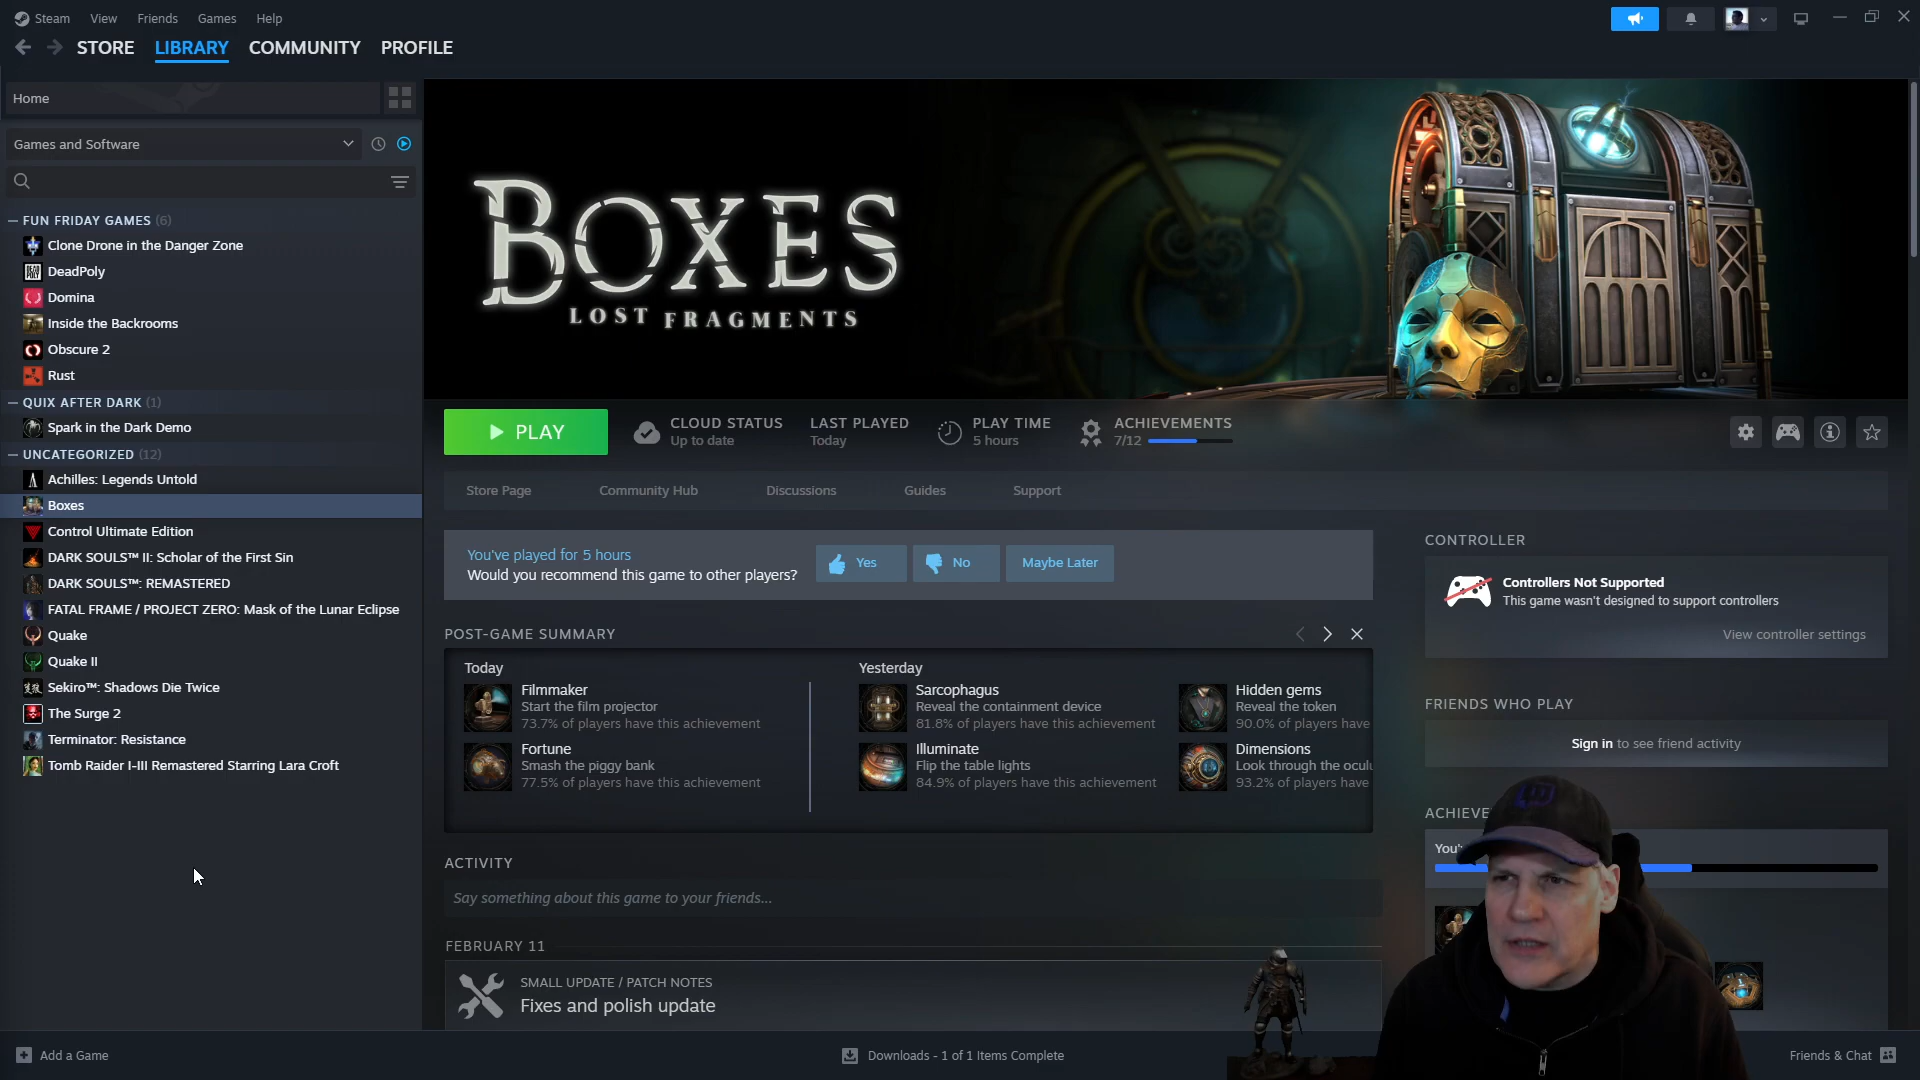 Steam View Friends Games Help
STORE LIBRARY COMMUNITY PROFILE
Home
Games and Software
FUN FRIDAY GAMES (6)
Clone Drone in the Danger Zone
DeadPoly
Domina
Inside the Backrooms
Obscure 2
Rust
QUIX AFTER DARK (1)
Spark in the Dark Demo
UNCATEGORIZED (12)
Achilles: Legends Untold
Boxes
Control Ultimate Edition
DARK SOULS™ II: Scholar of the First Sin
DARK SOULS™: REMASTERED
FATAL FRAME / PROJECT ZERO: Mask of the Lunar Eclipse
Quake
Quake II
Sekiro™: Shadows Die Twice
The Surge 2
Terminator: Resistance
Tomb Raider I-III Remastered Starring Lara Croft
BOXES
LOST FRAGMENTS
PLAY
CLOUD STATUS
Up to date
LAST PLAYED
Today
PLAY TIME
5 hours
ACHIEVEMENTS
7/12
Store Page Community Hub Discussions Guides Support
You've played for 5 hours
Would you recommend this game to other players?
Yes No Maybe Later
POST-GAME SUMMARY
Today
Filmmaker
Start the film projector
73.7% of players have this achievement
Fortune
Smash the piggy bank
77.5% of players have this achievement
Yesterday
Sarcophagus
Reveal the containment device
81.8% of players have this achievement
Illuminate
Flip the table lights
84.9% of players have this achievement
Hidden gems
Reveal the token
90.0% of players have
Dimensions
Look through the ocul
93.2% of players have
ACTIVITY
Say something about this game to your friends...
FEBRUARY 11
SMALL UPDATE / PATCH NOTES
Fixes and polish update
CONTROLLER
Controllers Not Supported
This game wasn't designed to support controllers
View controller settings
FRIENDS WHO PLAY
Sign in to see friend activity
ACHIEVE
You'
Add a Game
Downloads - 1 of 1 Items Complete
Friends & Chat